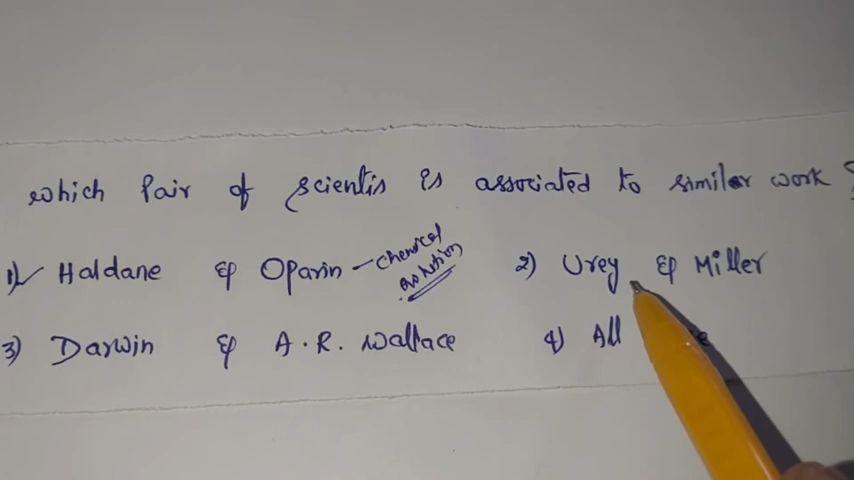 which Pair of scientis is associated to similar work ?
1) Haldane & Oparin - chemical evolution
2) Urey & Miller
3) Darwin & A.R. Wallace
4) All